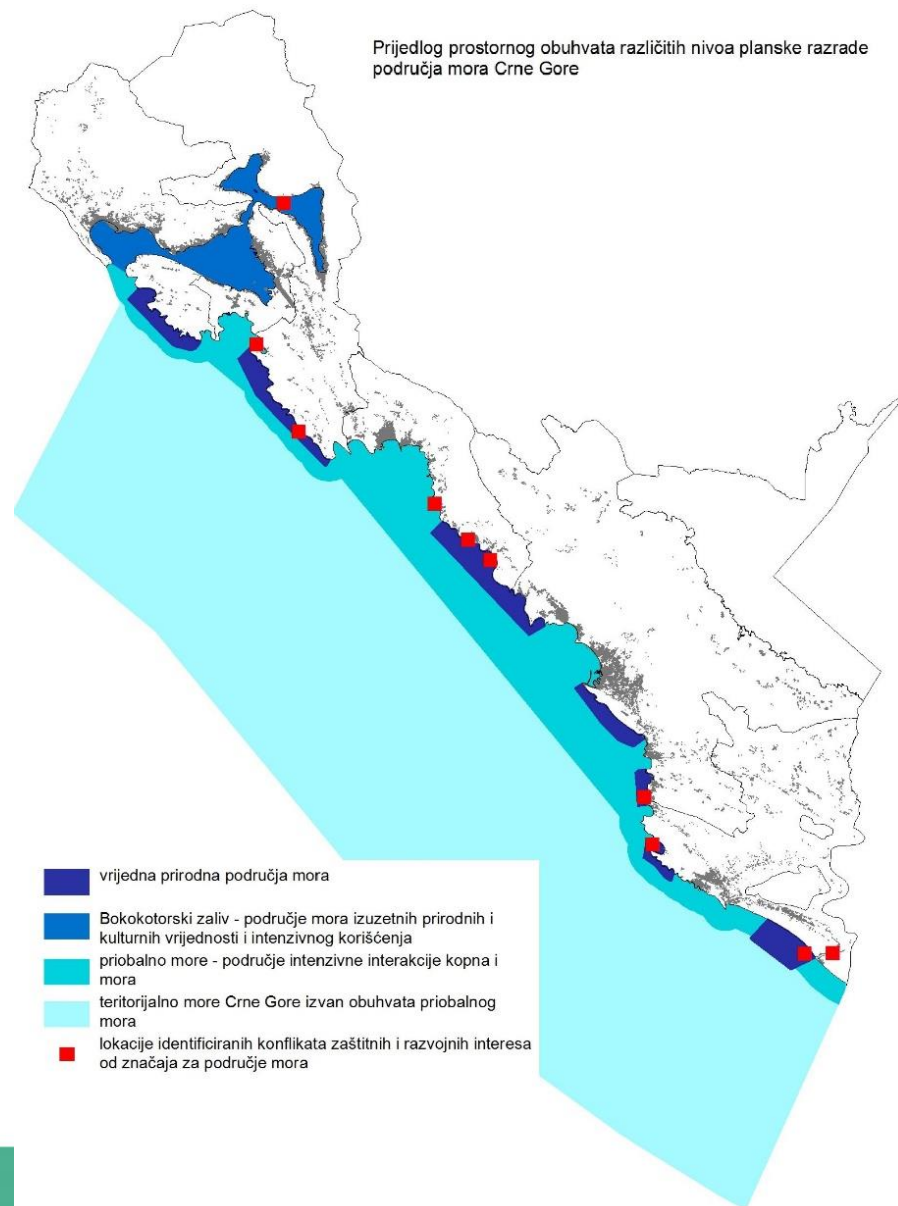 Prijedlog prostornog obuhvata različitih nivoa planske razrade
područja mora Crne Gore
vrijedna prirodna područja mora
Bokokotorski zaliv - područje mora izuzetnih prirodnih i
kulturnih vrijednosti i intenzivnog korišćenja
priobalno more - područje intenzivne interakcije kopna i
mora
teritorijalno more Crne Gore izvan obuhvata priobalnog
mora
lokacije identificiranih konflikata zaštitnih i razvojnih interesa
od značaja za područje mora